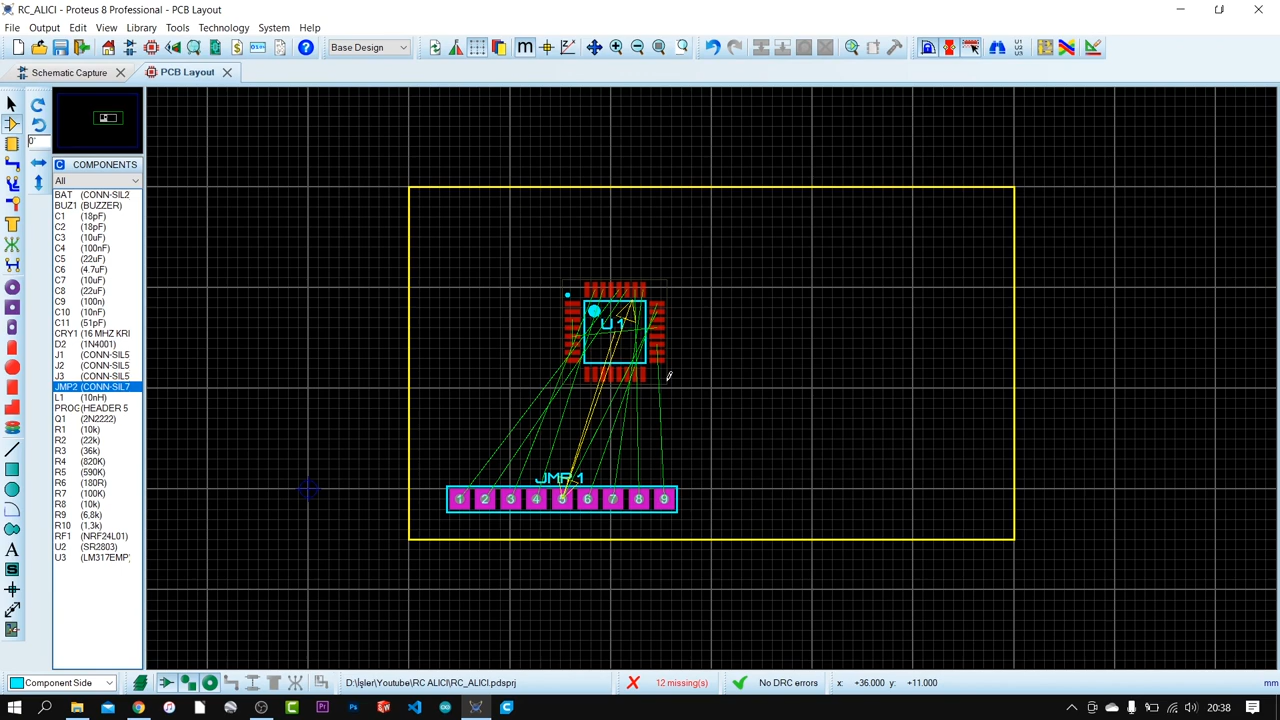 RC_ALICI - Proteus 8 Professional - PCB Layout
File Output Edit View Library Tools Technology System Help
Base Design
Schematic Capture
PCB Layout
0°
C COMPONENTS
All
BAT (CONN-SIL2
BUZ1 (BUZZER)
C1 (18pF)
C2 (18pF)
C3 (10uF)
C4 (100nF)
C5 (22uF)
C6 (4.7uF)
C7 (10uF)
C8 (22uF)
C9 (100n)
C10 (10nF)
C11 (51pF)
CRY1 (16 MHZ KRI
D2 (1N4001)
J1 (CONN-SIL5
J2 (CONN-SIL5
J3 (CONN-SIL5
JMP2 (CONN-SIL7
L1 (10nH)
PROG (HEADER 5
Q1 (2N2222)
R1 (10k)
R2 (22k)
R3 (36k)
R4 (820K)
R5 (590K)
R6 (180R)
R7 (100K)
R8 (10k)
R9 (6,8k)
R10 (1,3k)
RF1 (NRF24L01)
U2 (SR2803)
U3 (LM317EMP)
U1
JMP1
1 2 3 4 5 6 7 8 9
Component Side
D:\İşler\Youtube\RC ALICI\RC_ALICI.pdsprj
12 missing(s)
No DRC errors
x: +36.000 y: +11.000
mm
20:38